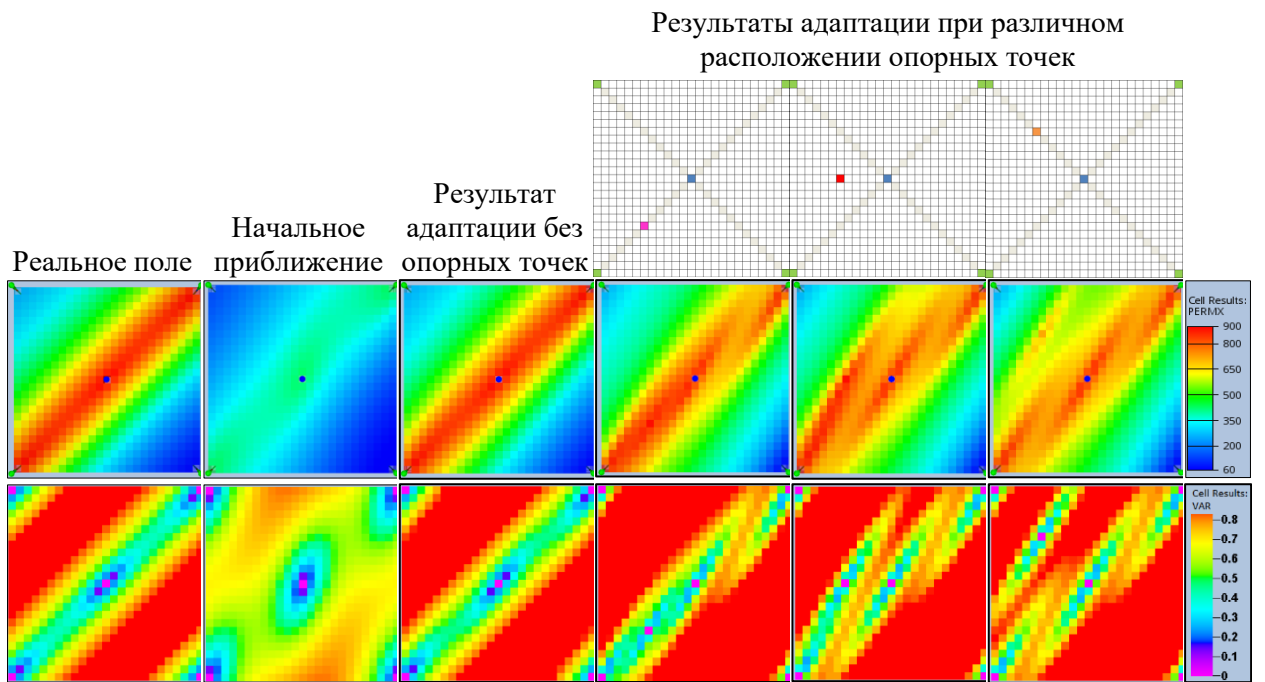 Результаты адаптации при различном
расположении опорных точек
Реальное поле
Начальное
приближение
Результат
адаптации без
опорных точек
Cell Results:
PERMX
900
800
650
500
350
200
60
Cell Results:
VAR
0.8
0.7
0.6
0.5
0.4
0.3
0.2
0.1
0